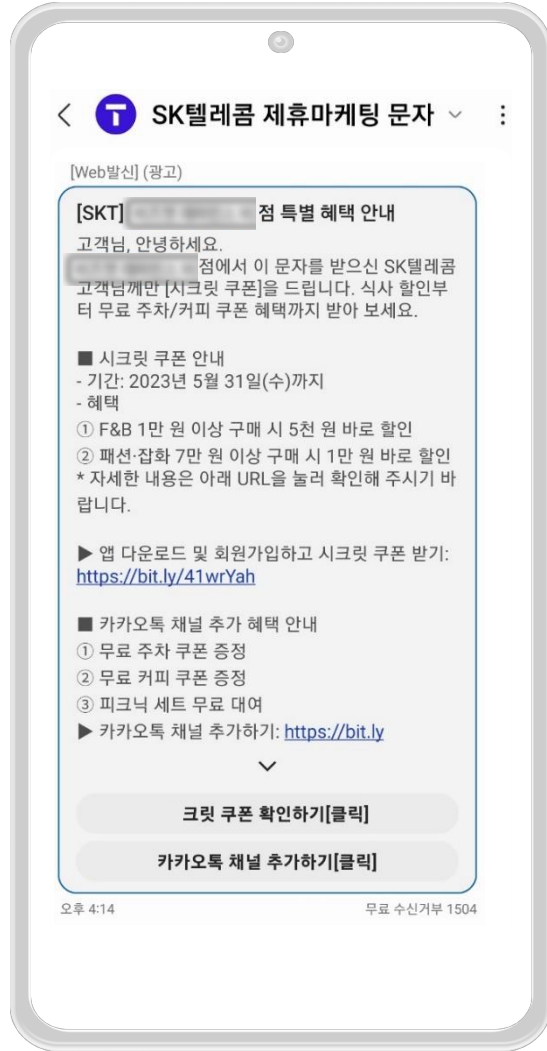 SK텔레콤 제휴마케팅 문자
[Web발신] (광고)
[SKT] 점 특별 혜택 안내
고객님, 안녕하세요.
점에서 이 문자를 받으신 SK텔레콤
고객님께만 [시크릿 쿠폰]을 드립니다. 식사 할인부
터 무료 주차/커피 쿠폰 혜택까지 받아 보세요.
■ 시크릿 쿠폰 안내
- 기간: 2023년 5월 31일(수)까지
- 혜택
① F&B 1만 원 이상 구매 시 5천 원 바로 할인
② 패션·잡화 7만 원 이상 구매 시 1만 원 바로 할인
* 자세한 내용은 아래 URL을 눌러 확인해 주시기 바
랍니다.
▶ 앱 다운로드 및 회원가입하고 시크릿 쿠폰 받기:
https://bit.ly/41wrYah
■ 카카오톡 채널 추가 혜택 안내
① 무료 주차 쿠폰 증정
② 무료 커피 쿠폰 증정
③ 피크닉 세트 무료 대여
▶ 카카오톡 채널 추가하기: https://bit.ly
크릿 쿠폰 확인하기[클릭]
카카오톡 채널 추가하기[클릭]
오후 4:14
무료 수신거부 1504